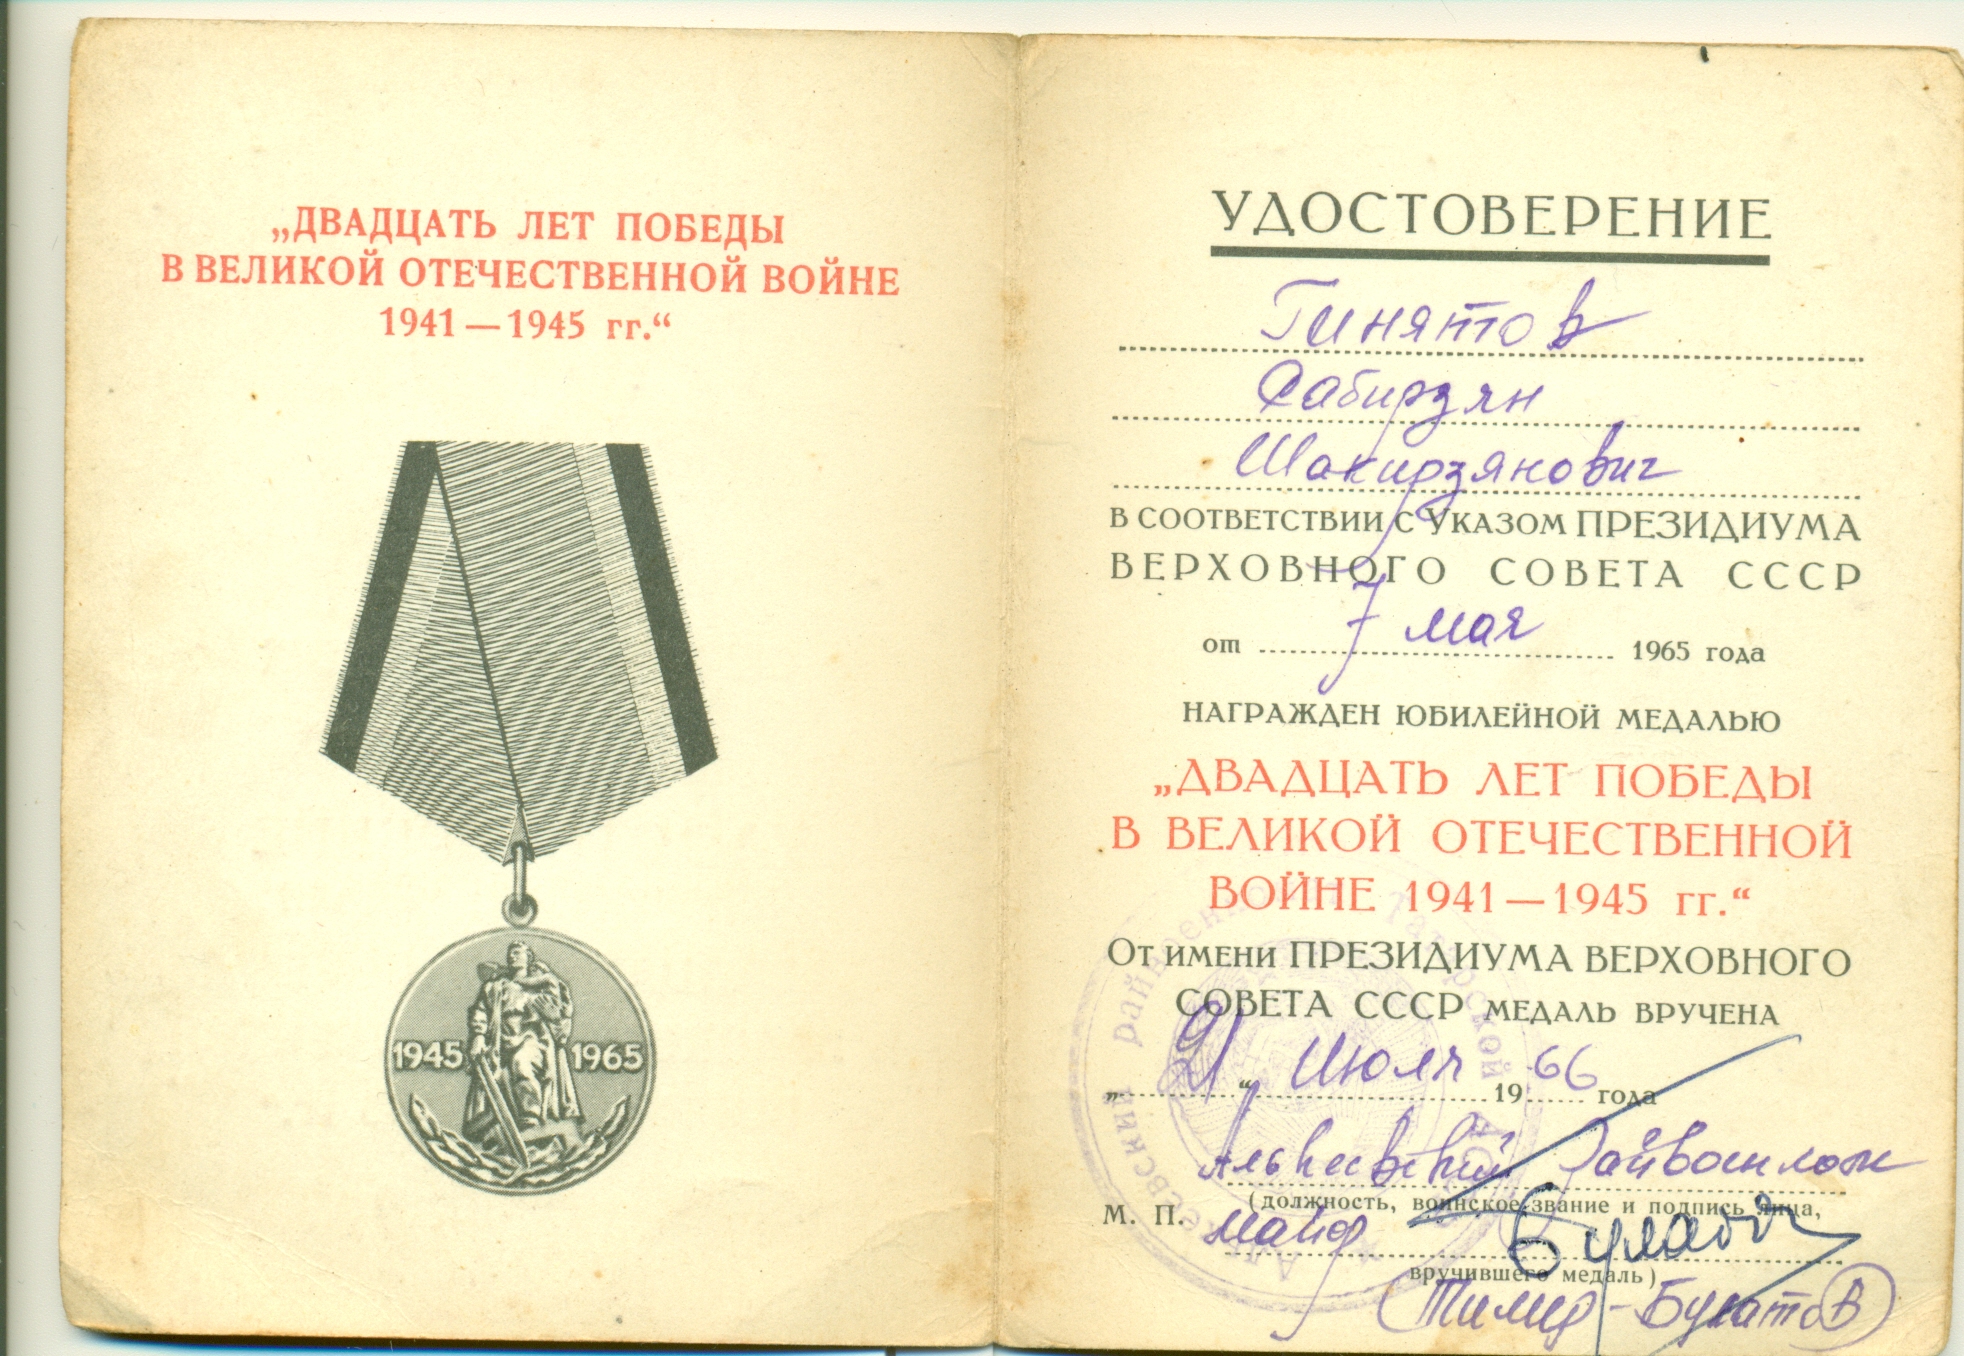 „ДВАДЦАТЬ ЛЕТ ПОБЕДЫ
В ВЕЛИКОЙ ОТЕЧЕСТВЕННОЙ ВОЙНЕ
1941—1945 гг.“
1945 1965
УДОСТОВЕРЕНИЕ
Гинятов
Сабирзян
Шакирзянович
В СООТВЕТСТВИИ С УКАЗОМ ПРЕЗИДИУМА
ВЕРХОВНОГО СОВЕТА СССР
от 7 мая 1965 года
НАГРАЖДЕН ЮБИЛЕЙНОЙ МЕДАЛЬЮ
„ДВАДЦАТЬ ЛЕТ ПОБЕДЫ
В ВЕЛИКОЙ ОТЕЧЕСТВЕННОЙ
ВОЙНЕ 1941—1945 гг.“
От имени ПРЕЗИДИУМА ВЕРХОВНОГО
СОВЕТА СССР МЕДАЛЬ ВРУЧЕНА
„21“ Июля 1966 года
Алькеевский Райвоенком
(должность, воинское звание и подпись лица,
М. П. майор
вручившего медаль)
(Тимер-Булатов)